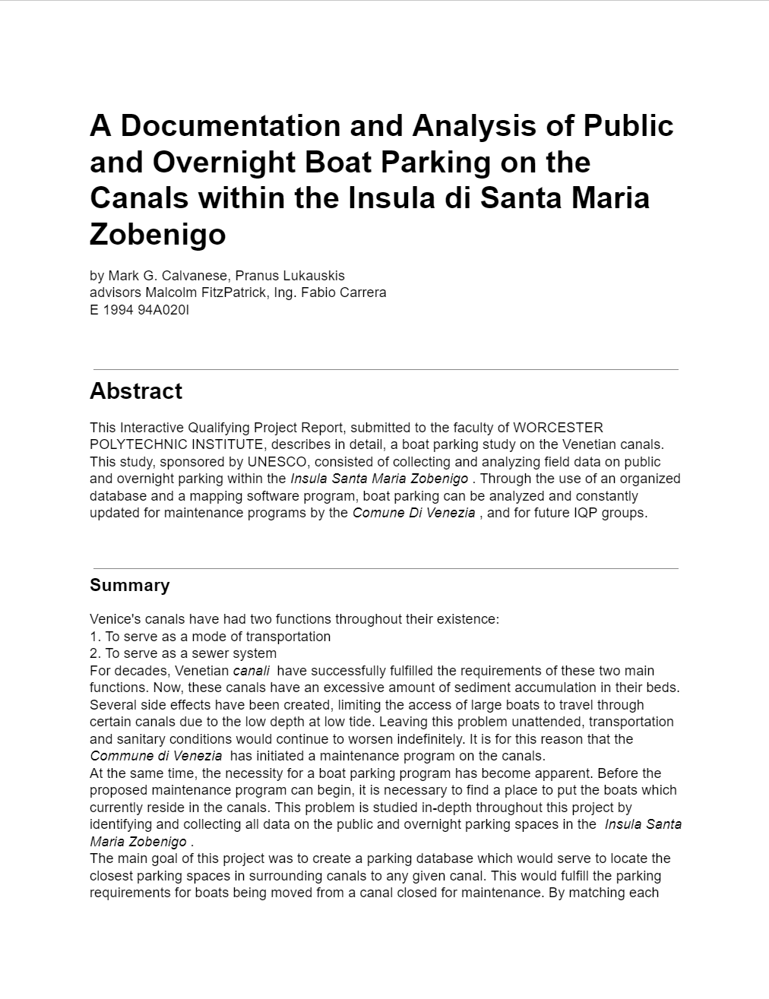 A Documentation and Analysis of Public
and Overnight Boat Parking on the
Canals within the Insula di Santa Maria
Zobenigo
by Mark G. Calvanese, Pranus Lukauskis
advisors Malcolm FitzPatrick, Ing. Fabio Carrera
E 1994 94A020I
Abstract
This Interactive Qualifying Project Report, submitted to the faculty of WORCESTER
POLYTECHNIC INSTITUTE, describes in detail, a boat parking study on the Venetian canals.
This study, sponsored by UNESCO, consisted of collecting and analyzing field data on public
and overnight parking within the Insula Santa Maria Zobenigo . Through the use of an organized
database and a mapping software program, boat parking can be analyzed and constantly
updated for maintenance programs by the Comune Di Venezia , and for future IQP groups.
Summary
Venice's canals have had two functions throughout their existence:
1. To serve as a mode of transportation
2. To serve as a sewer system
For decades, Venetian canali have successfully fulfilled the requirements of these two main
functions. Now, these canals have an excessive amount of sediment accumulation in their beds.
Several side effects have been created, limiting the access of large boats to travel through
certain canals due to the low depth at low tide. Leaving this problem unattended, transportation
and sanitary conditions would continue to worsen indefinitely. It is for this reason that the
Commune di Venezia has initiated a maintenance program on the canals.
At the same time, the necessity for a boat parking program has become apparent. Before the
proposed maintenance program can begin, it is necessary to find a place to put the boats which
currently reside in the canals. This problem is studied in-depth throughout this project by
identifying and collecting all data on the public and overnight parking spaces in the Insula Santa
Maria Zobenigo .
The main goal of this project was to create a parking database which would serve to locate the
closest parking spaces in surrounding canals to any given canal. This would fulfill the parking
requirements for boats being moved from a canal closed for maintenance. By matching each